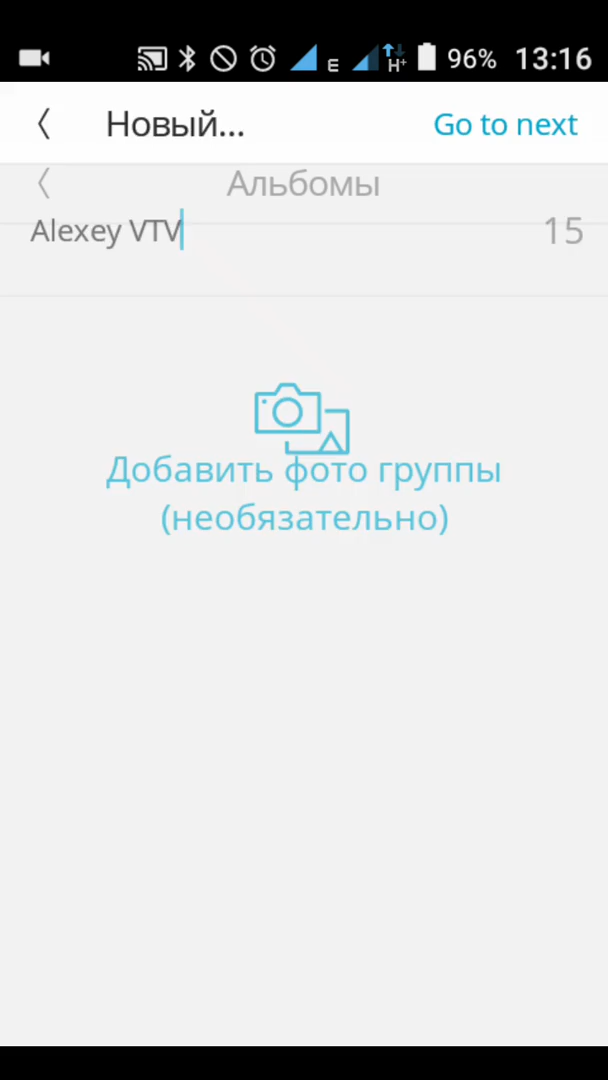 E H+ 96% 13:16
Новый... Go to next
Альбомы
Alexey VTV 15
Добавить фото группы
(необязательно)